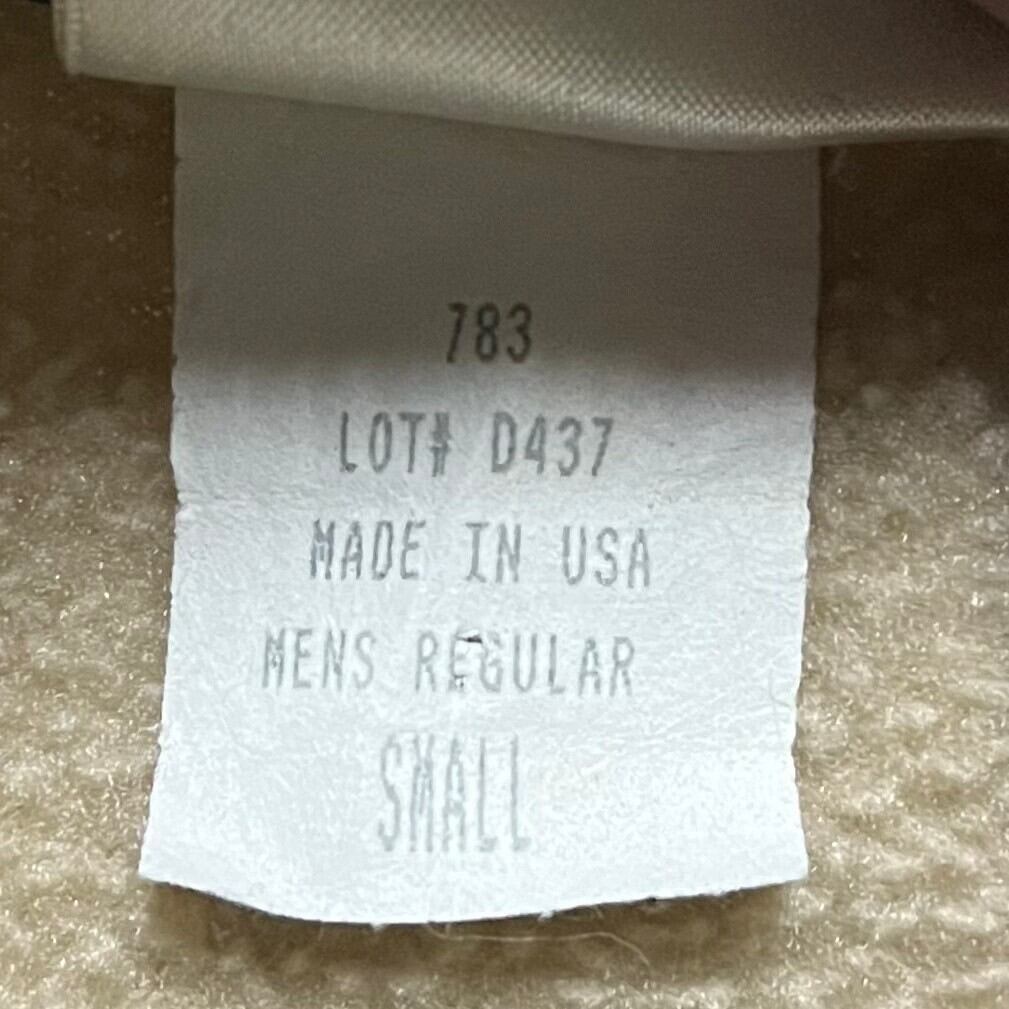 783
LOT# D437
MADE IN USA
MENS REGULAR
SMALL